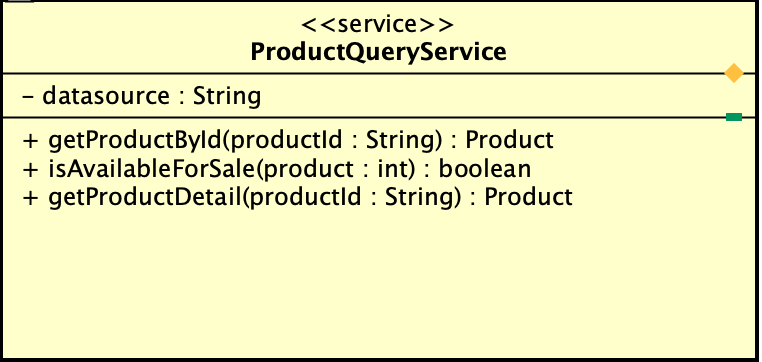 <<service>>
ProductQueryService
- datasource : String
+ getProductById(productId : String) : Product
+ isAvailableForSale(product : int) : boolean
+ getProductDetail(productId : String) : Product